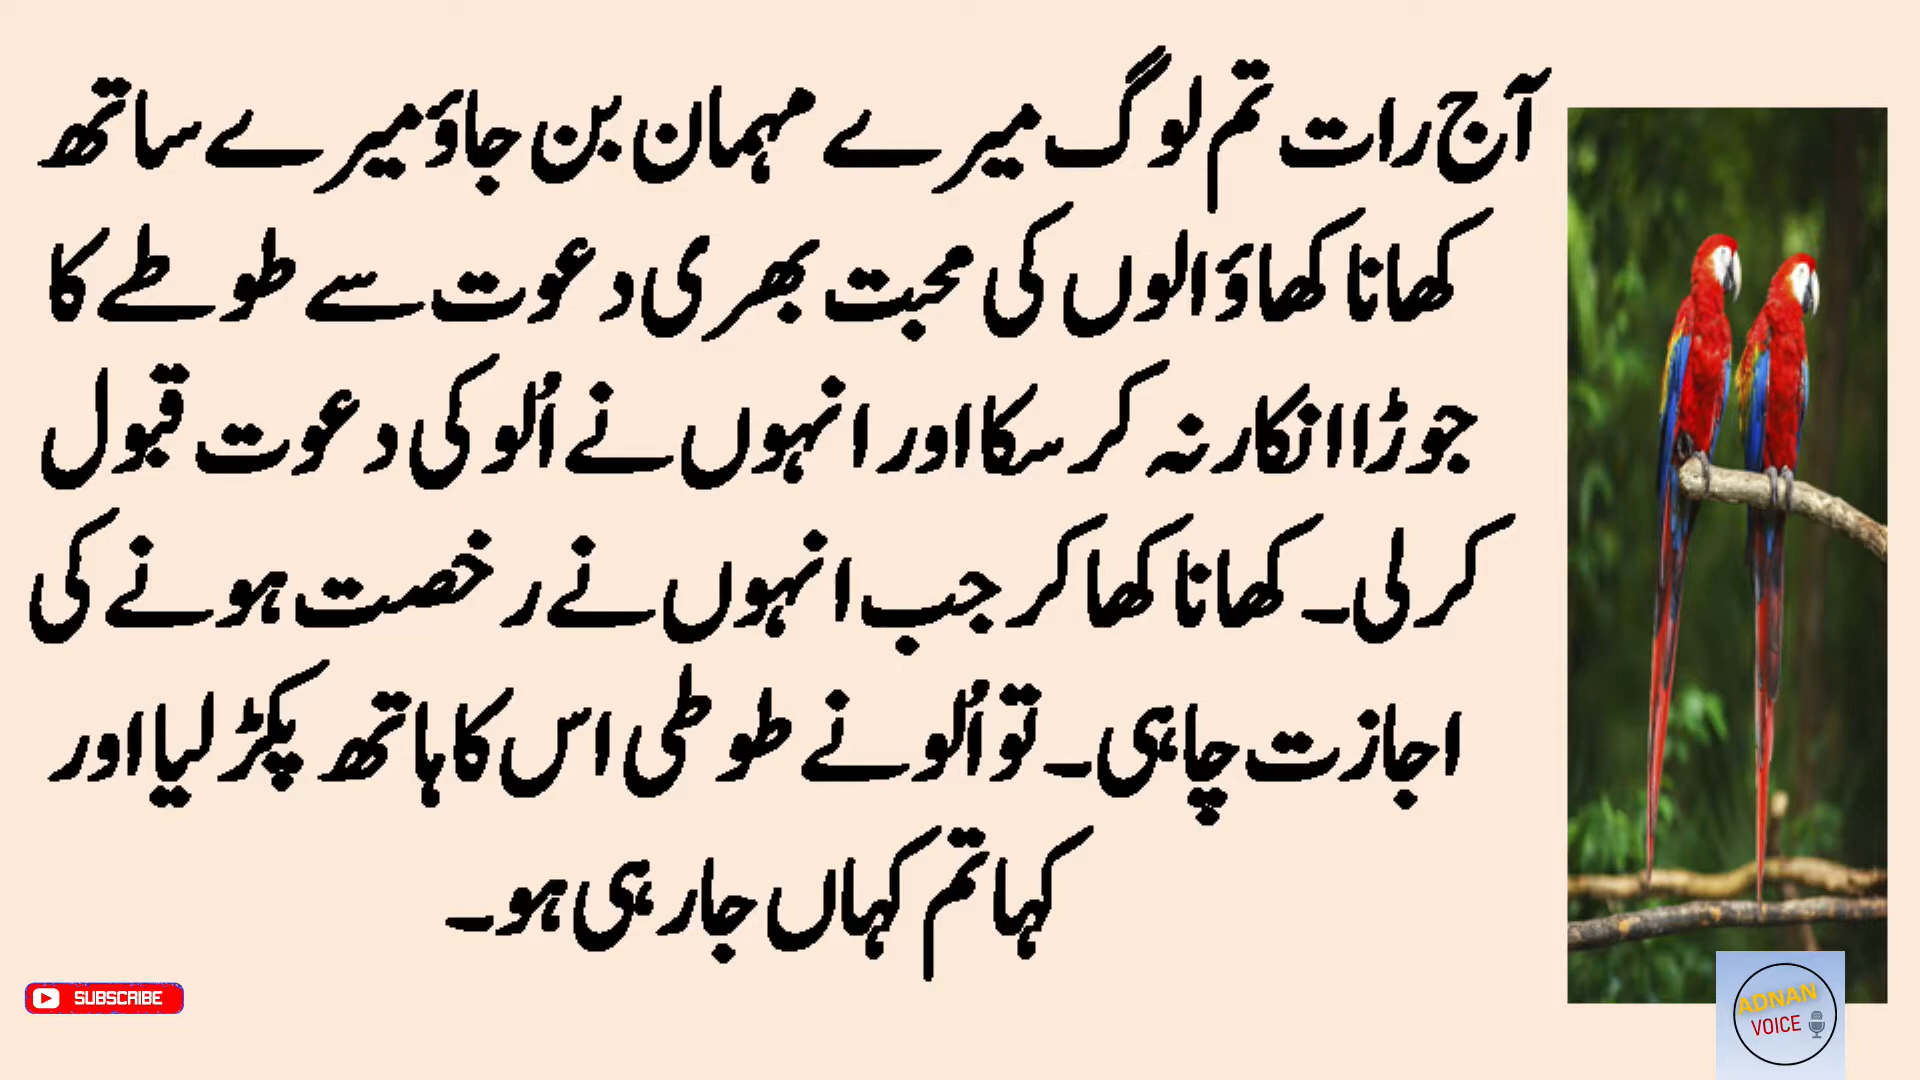 آج رات تم لوگ میرے مہمان بن جاؤ میرے ساتھ
کھانا کھاؤ الوں کی محبت بھری دعوت سے طوطے کا
جوڑا انکار نہ کر سکا اور انہوں نے اُلو کی دعوت قبول
کر لی۔ کھانا کھا کر جب انہوں نے رخصت ہونے کی
اجازت چاہی۔ تو اُلو نے طوطی اس کا ہاتھ پکڑ لیا اور
کہا تم کہاں جا رہی ہو۔
SUBSCRIBE
ADNAN
VOICE